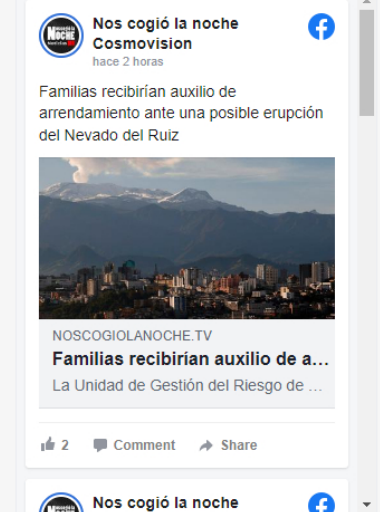 Nos cogió la noche
Cosmovision
hace 2 horas
Familias recibirían auxilio de
arrendamiento ante una posible erupción
del Nevado del Ruiz
NOSCOGIOLANOCHE.TV
Familias recibirían auxilio de a...
La Unidad de Gestión del Riesgo de ...
2
Comment
Share
Nos cogió la noche